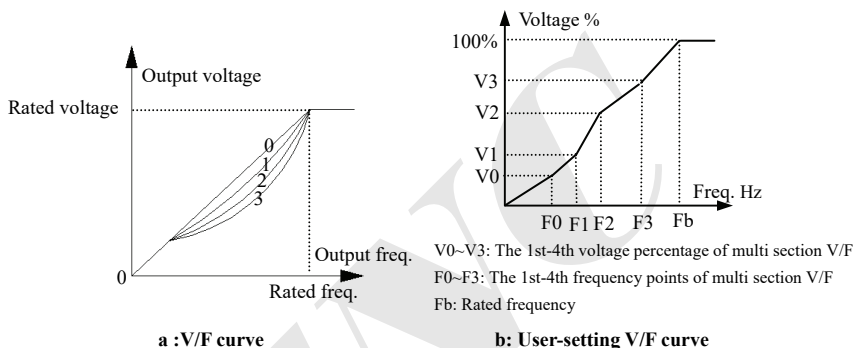 Output voltage
Rated voltage
0
1
2
3
0
Output freq.
Rated freq.
a :V/F curve
Voltage %
100%
V3
V2
V1
V0
Freq. Hz
F0 F1 F2 F3 Fb
V0~V3: The 1st-4th voltage percentage of multi section V/F
F0~F3: The 1st-4th frequency points of multi section V/F
Fb: Rated frequency
b: User-setting V/F curve